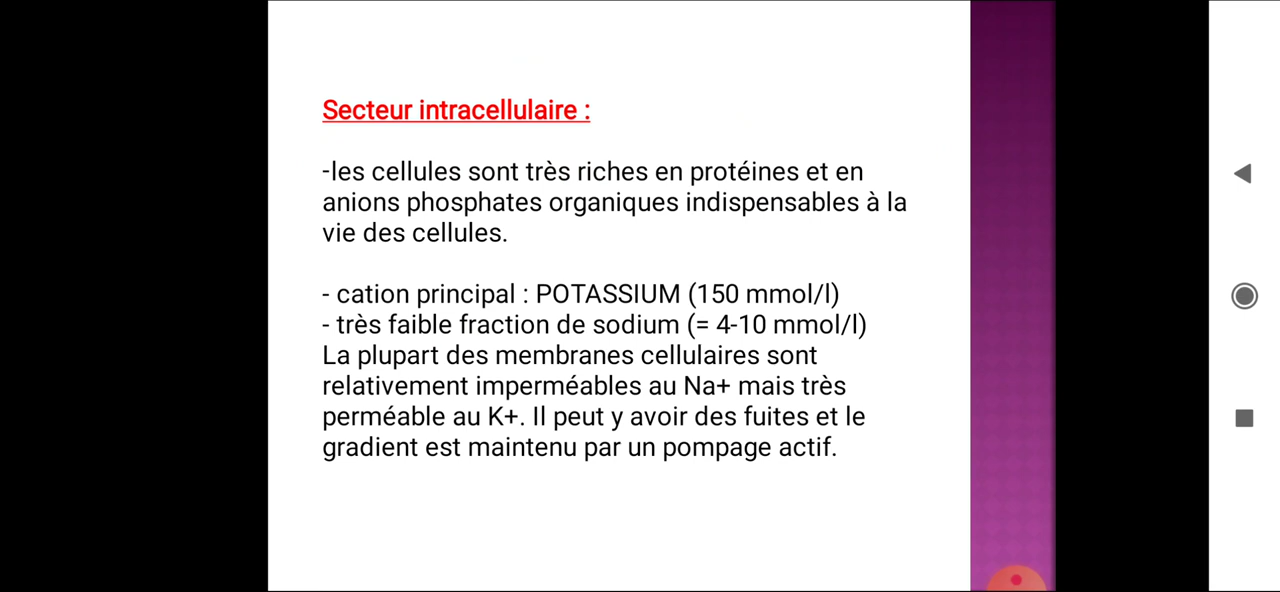 Secteur intracellulaire :
-les cellules sont très riches en protéines et en
anions phosphates organiques indispensables à la
vie des cellules.
- cation principal : POTASSIUM (150 mmol/l)
- très faible fraction de sodium (= 4-10 mmol/l)
La plupart des membranes cellulaires sont
relativement imperméables au Na+ mais très
perméable au K+. Il peut y avoir des fuites et le
gradient est maintenu par un pompage actif.